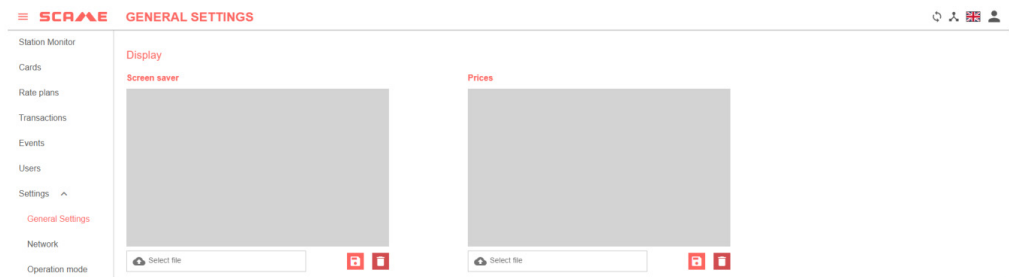 SCAME GENERAL SETTINGS
Station Monitor
Cards
Rate plans
Transactions
Events
Users
Settings
General Settings
Network
Operation mode
Display
Screen saver
Prices
Select file
Select file